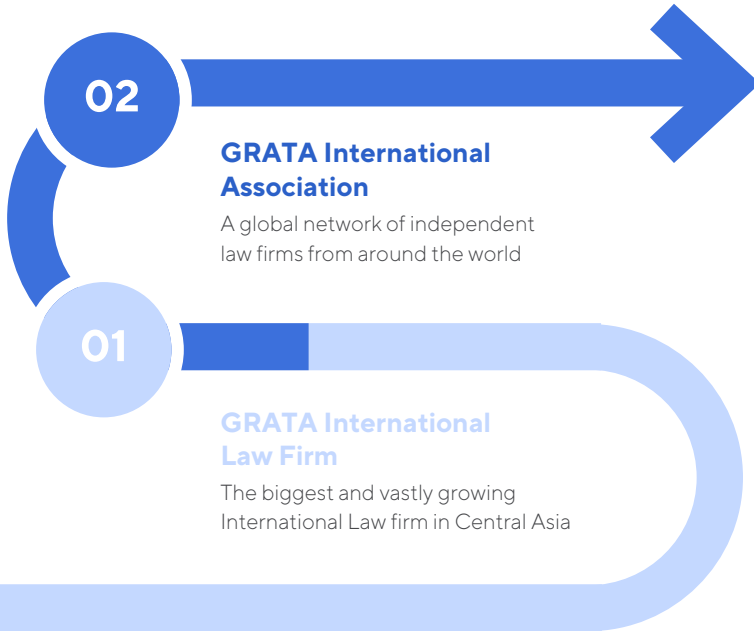 02
GRATA International
Association
A global network of independent
law firms from around the world
01
GRATA International
Law Firm
The biggest and vastly growing
International Law firm in Central Asia